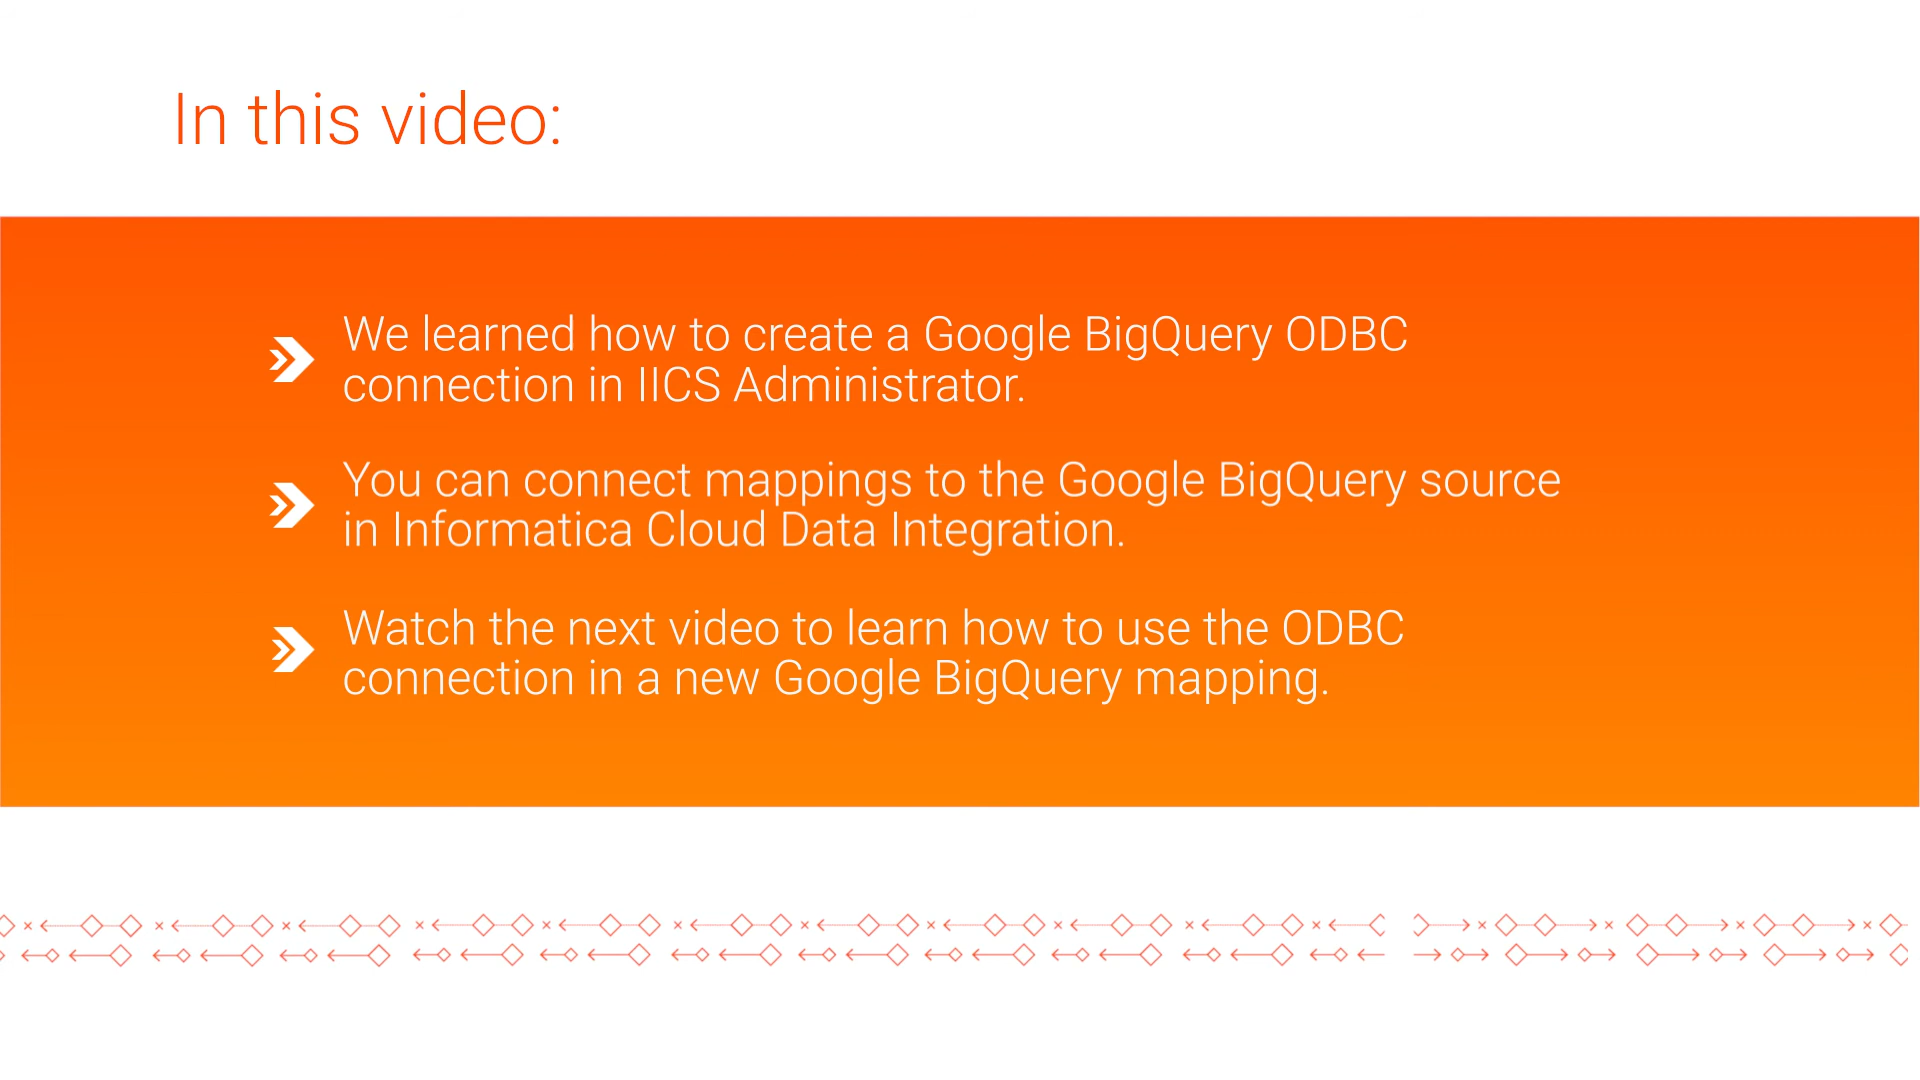 In this video:
We learned how to create a Google BigQuery ODBC
connection in IICS Administrator.
You can connect mappings to the Google BigQuery source
in Informatica Cloud Data Integration.
Watch the next video to learn how to use the ODBC
connection in a new Google BigQuery mapping.